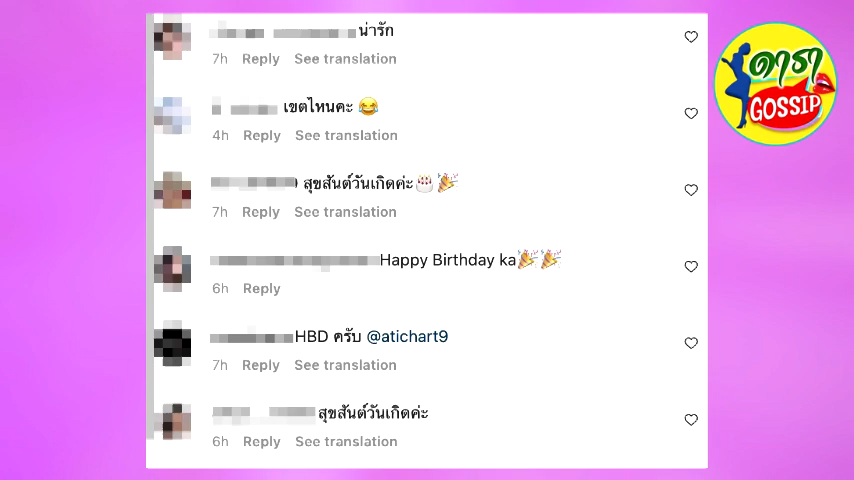 น่ารัก
7h Reply See translation
เขตไหนคะ 😂
4h Reply See translation
สุขสันต์วันเกิดค่ะ🎂🎉
7h Reply See translation
Happy Birthday ka🎉🎉
6h Reply
HBD ครับ @atichart9
7h Reply See translation
สุขสันต์วันเกิดค่ะ
6h Reply See translation
ดารา
GOSSIP